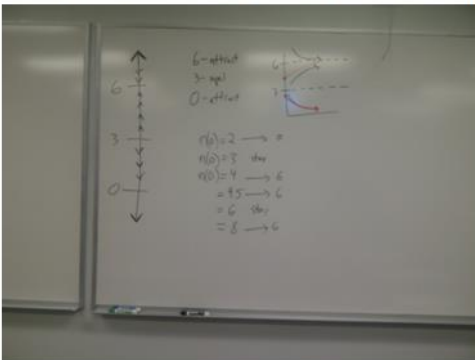 6
3
0
6-attract
3-repel
0-attract
6
3
n(0)=2 → 0
n(0)=3 stay
n(0)=4 → 6
=4.5 → 6
=6 stay
=8 → 6